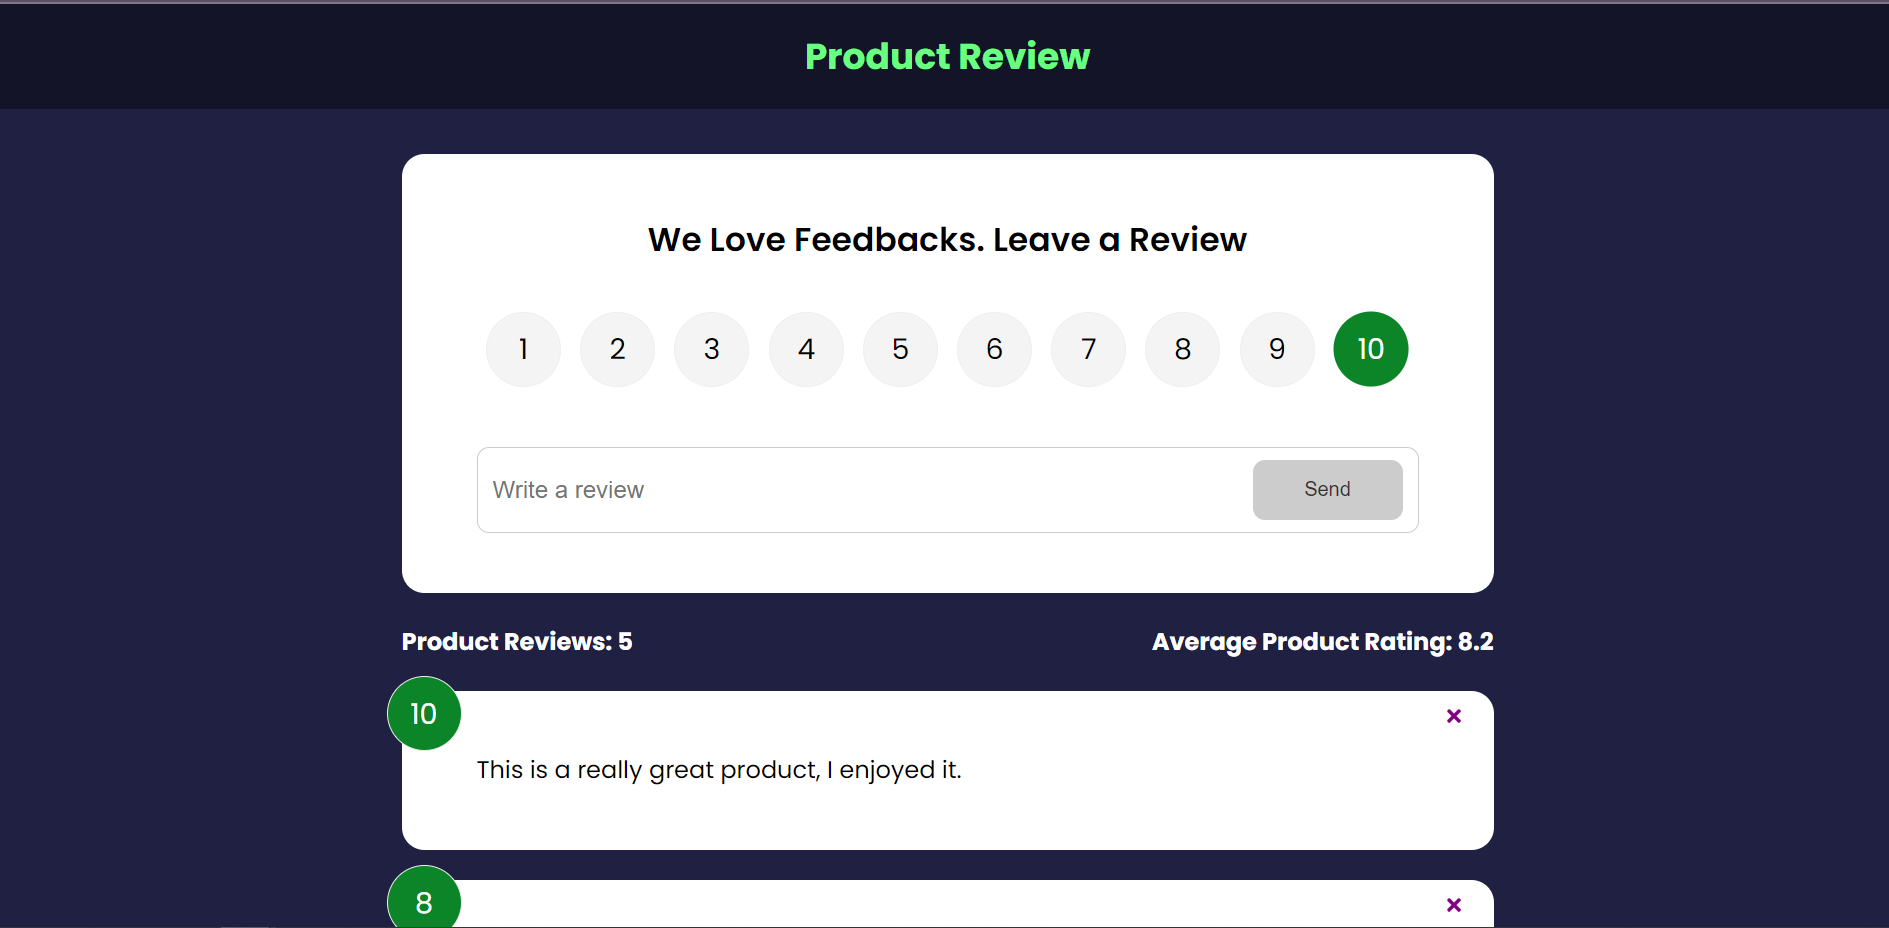 Product Review
We Love Feedbacks. Leave a Review
1 2 3 4 5 6 7 8 9 10
Write a review Send
Product Reviews: 5 Average Product Rating: 8.2
10
This is a really great product, I enjoyed it.
8